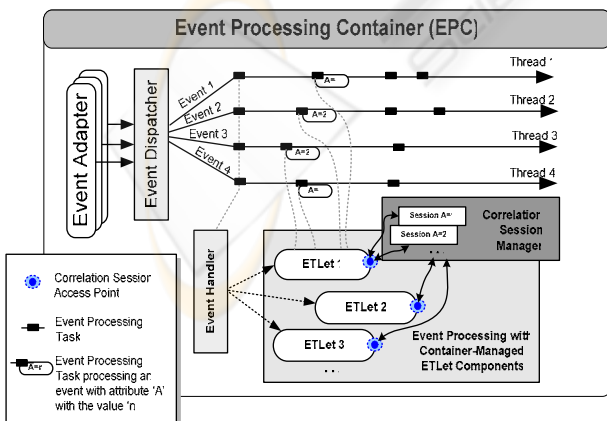 Event Processing Container (EPC)
Event Adapter
Event Dispatcher
Event 1
Event 2
Event 3
Event 4
Thread 1
A=
Thread 2
A=2
Thread 3
A=2
Thread 4
A=
Session A=
Session A=2
...
Correlation
Session
Manager
Event Handler
ETLet 1
ETLet 2
ETLet 3
...
Event Processing with
Container-Managed
ETLet Components
Correlation Session
Access Point
Event Processing
Task
A=n
Event Processing
Task processing an
event with attribute 'A'
with the value 'n